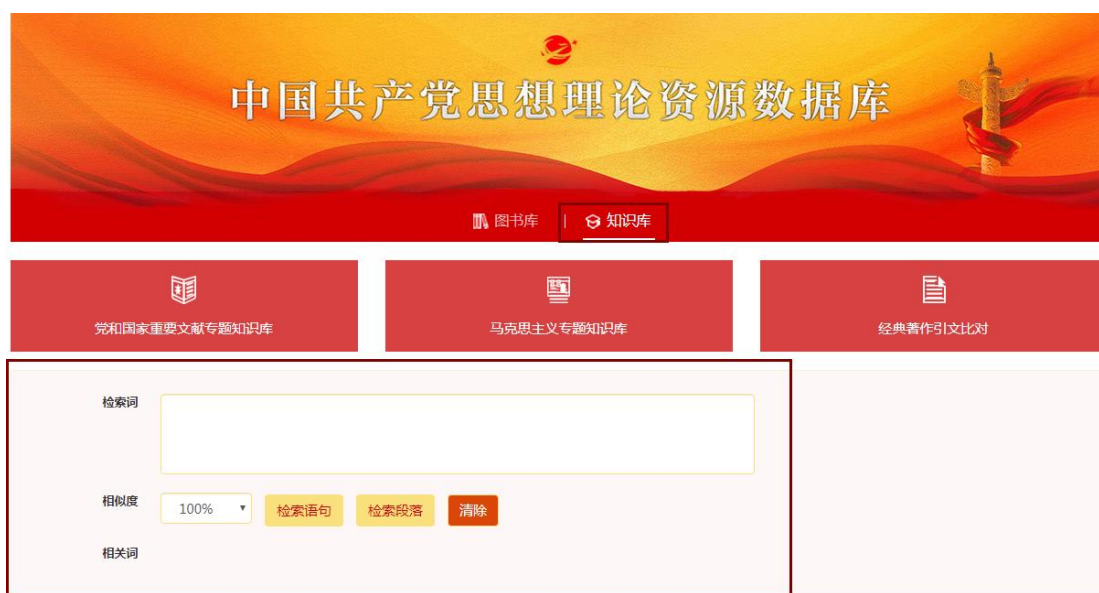 中国共产党思想理论资源数据库
图书库 | 知识库
党和国家重要文献专题知识库
马克思主义专题知识库
经典著作引文比对
检索词
相似度 100% 检索语句 检索段落 清除
相关词